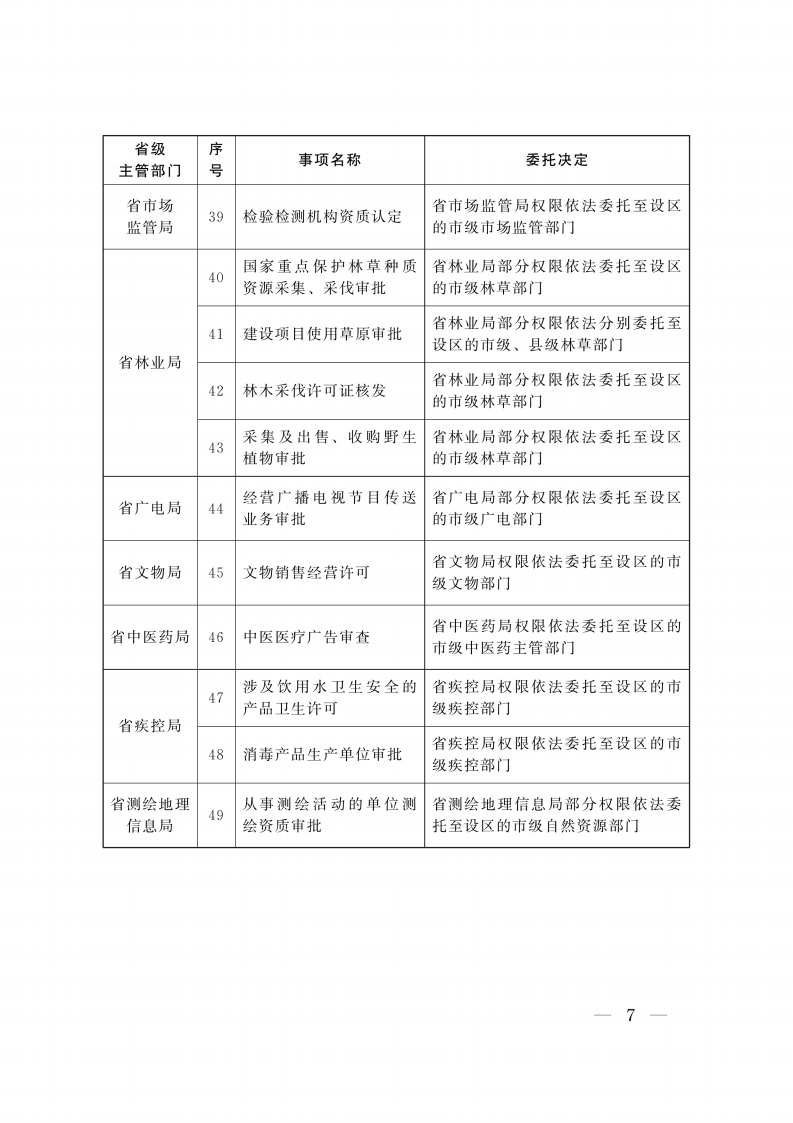 省级
主管部门
序
号
事项名称
委托决定
省市场
监管局
39
检验检测机构资质认定
省市场监管局权限依法委托至设区
的市级市场监管部门
省林业局
40
国家重点保护林草种质
资源采集、采伐审批
省林业局部分权限依法委托至设区
的市级林草部门
41
建设项目使用草原审批
省林业局部分权限依法分别委托至
设区的市级、县级林草部门
42
林木采伐许可证核发
省林业局部分权限依法委托至设区
的市级林草部门
43
采集及出售、收购野生
植物审批
省林业局部分权限依法委托至设区
的市级林草部门
省广电局
44
经营广播电视节目传送
业务审批
省广电局部分权限依法委托至设区
的市级广电部门
省文物局
45
文物销售经营许可
省文物局权限依法委托至设区的市
级文物部门
省中医药局
46
中医医疗广告审查
省中医药局权限依法委托至设区的
市级中医药主管部门
省疾控局
47
涉及饮用水卫生安全的
产品卫生许可
省疾控局权限依法委托至设区的市
级疾控部门
48
消毒产品生产单位审批
省疾控局权限依法委托至设区的市
级疾控部门
省测绘地理
信息局
49
从事测绘活动的单位测
绘资质审批
省测绘地理信息局部分权限依法委
托至设区的市级自然资源部门
— 7 —